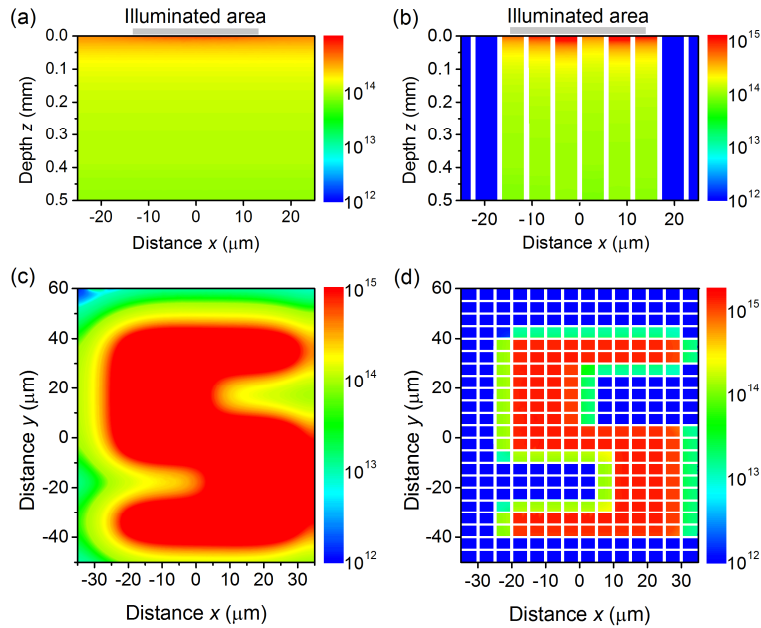 (a) Illuminated area
0.0
0.1
0.2
0.3
0.4
0.5
Depth z (mm)
-20 -10 0 10 20
Distance x (μm)
10^14
10^13
10^12
(b) Illuminated area
0.0
0.1
0.2
0.3
0.4
0.5
Depth z (mm)
-20 -10 0 10 20
Distance x (μm)
10^15
10^14
10^13
10^12
(c)
60
40
20
0
-20
-40
Distance y (μm)
-30 -20 -10 0 10 20 30
Distance x (μm)
10^15
10^14
10^13
10^12
(d)
60
40
20
0
-20
-40
Distance y (μm)
-30 -20 -10 0 10 20 30
Distance x (μm)
10^15
10^14
10^13
10^12